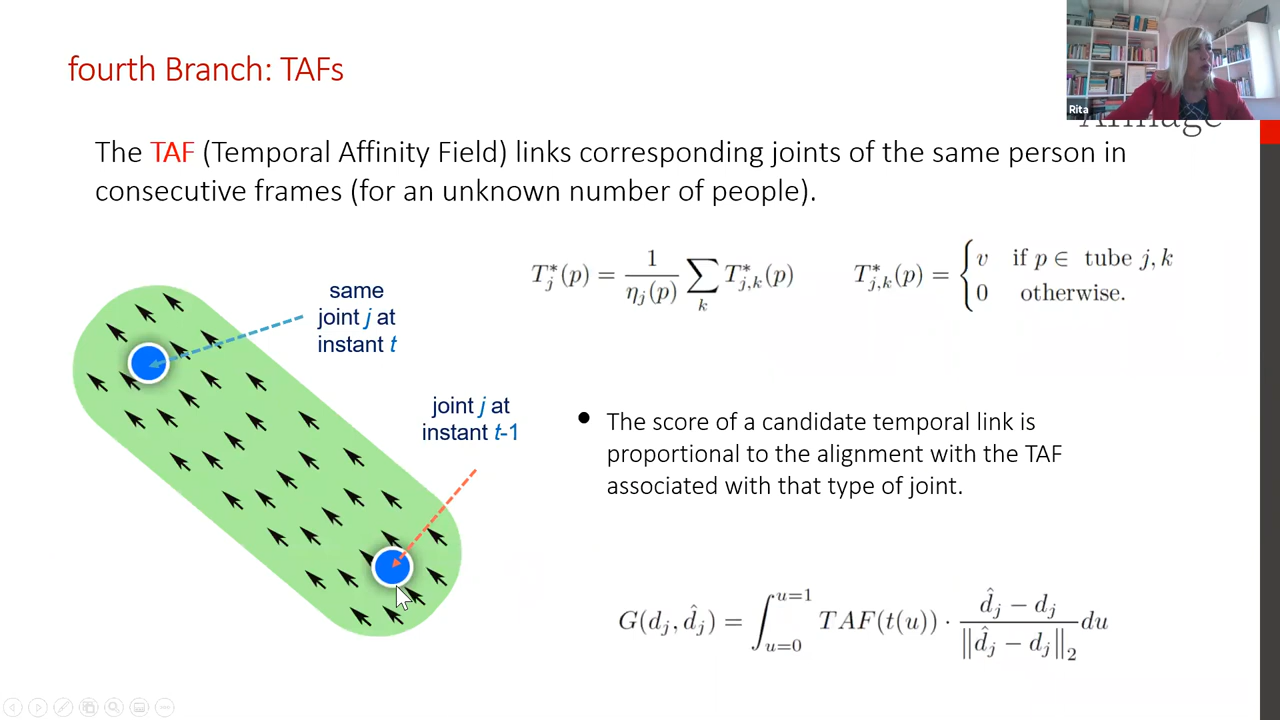 Rita
fourth Branch: TAFs
The TAF (Temporal Affinity Field) links corresponding joints of the same person in
consecutive frames (for an unknown number of people).
T*_j(p) = 1/η_j(p) Σ_k T*_{j,k}(p)
T*_{j,k}(p) = { v if p ∈ tube j, k
0 otherwise.
same
joint j at
instant t
joint j at
instant t-1
• The score of a candidate temporal link is
proportional to the alignment with the TAF
associated with that type of joint.
G(d_j, d̂_j) = ∫_{u=0}^{u=1} TAF(t(u)) · (d̂_j − d_j)/‖d̂_j − d_j‖_2 du